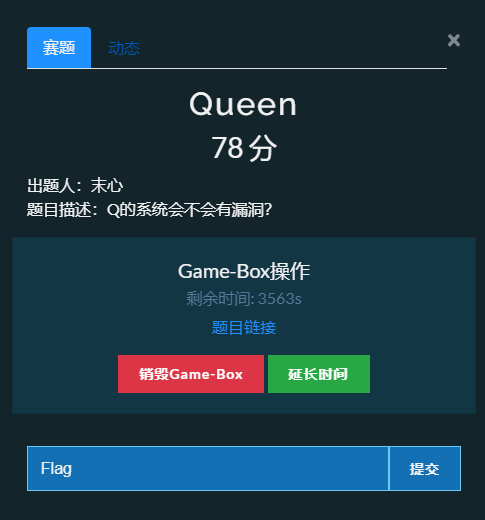 赛题 动态 ×
Queen
78 分
出题人：末心
题目描述：Q的系统会不会有漏洞?
Game-Box操作
剩余时间: 3563s
题目链接
销毁Game-Box 延长时间
Flag 提交